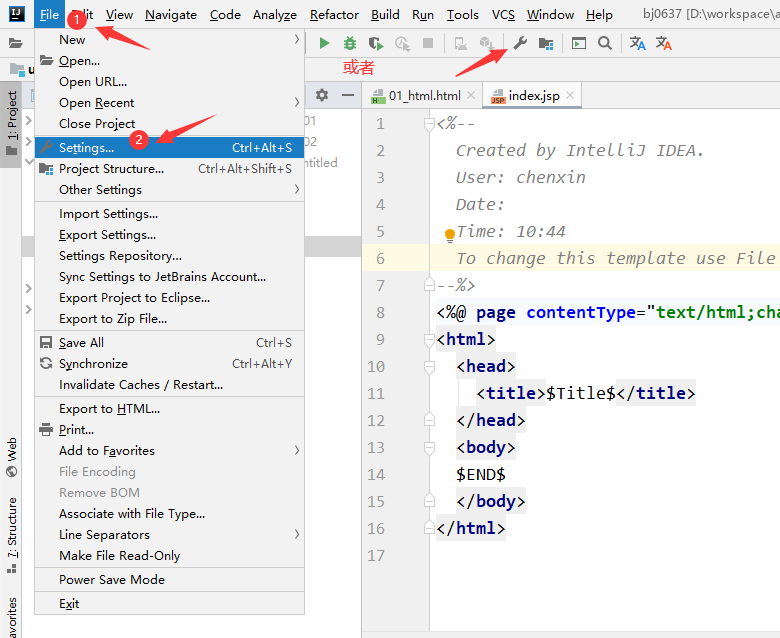 File Edit View Navigate Code Analyze Refactor Build Run Tools VCS Window Help bj0637 [D:\workspace\
1
或者
New
Open...
Open URL...
Open Recent
Close Project
2
Settings... Ctrl+Alt+S
Project Structure... Ctrl+Alt+Shift+S
Other Settings
Import Settings...
Export Settings...
Settings Repository...
Sync Settings to JetBrains Account...
Export Project to Eclipse...
Export to Zip File...
Save All Ctrl+S
Synchronize Ctrl+Alt+Y
Invalidate Caches / Restart...
Export to HTML...
Print...
Add to Favorites
File Encoding
Remove BOM
Associate with File Type...
Line Separators
Make File Read-Only
Power Save Mode
Exit
1: Project
Web
7: Structure
avorites
01
02
ntitled
01_html.html index.jsp
1 <%--
2 Created by IntelliJ IDEA.
3 User: chenxin
4 Date:
5 Time: 10:44
6 To change this template use File
7 --%>
8 <%@ page contentType="text/html;cha
9 <html>
10 <head>
11 <title>$Title$</title>
12 </head>
13 <body>
14 $END$
15 </body>
16 </html>
17